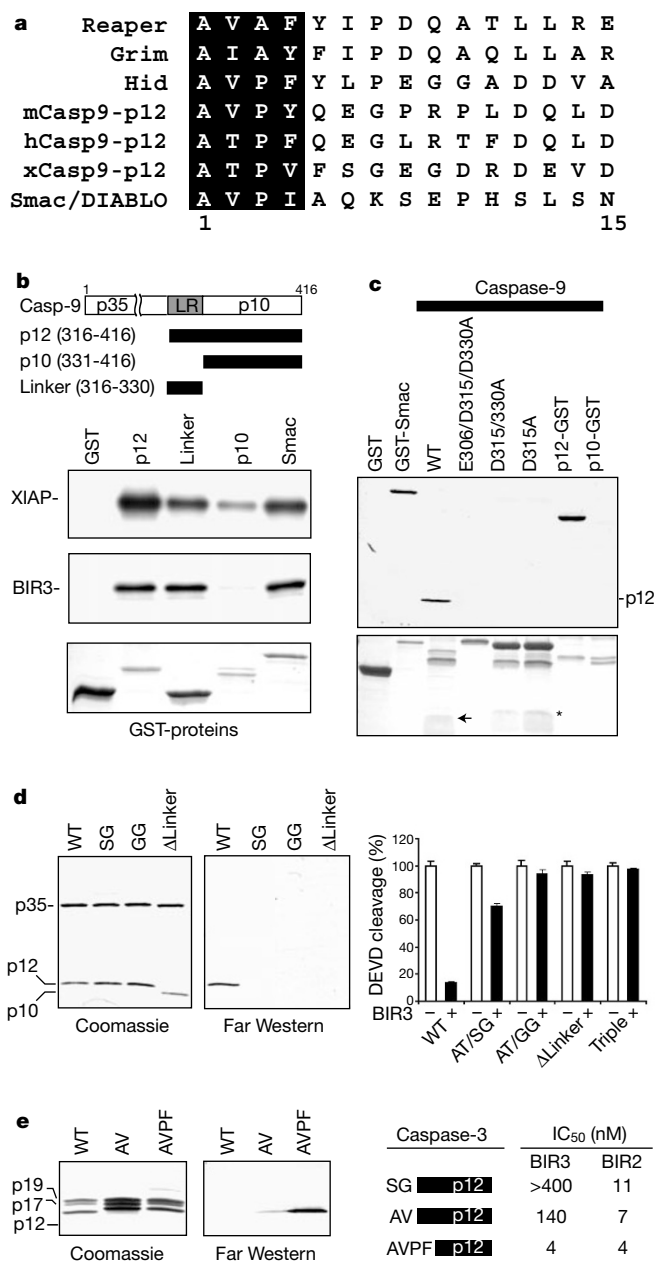 a
Reaper A V A F Y I P D Q A T L L R E
Grim A I A Y F I P D Q A Q L L A R
Hid A V P F Y L P E G G A D D V A
mCasp9-p12 A V P Y Q E G P R P L D Q L D
hCasp9-p12 A T P F Q E G L R T F D Q L D
xCasp9-p12 A T P V F S G E G D R D E V D
Smac/DIABLO A V P I A Q K S E P H S L S N
1 15
b
1 416
Casp-9 p35 LR p10
p12 (316-416)
p10 (331-416)
Linker (316-330)
GST p12 Linker p10 Smac
XIAP-
BIR3-
GST-proteins
c
Caspase-9
GST GST-Smac WT E306/D315/D330A D315/330A D315A p12-GST p10-GST
-p12
*
d
WT SG GG ΔLinker
p35-
p12
p10
Coomassie
WT SG GG ΔLinker
Far Western
DEVD cleavage (%)
120
100
80
60
40
20
0
BIR3 − + − + − + − + − +
WT AT/SG AT/GG ΔLinker Triple
e
WT AV AVPF
p19
p17
p12
Coomassie
WT AV AVPF
Far Western
Caspase-3 IC50 (nM)
BIR3 BIR2
SG p12 >400 11
AV p12 140 7
AVPF p12 4 4